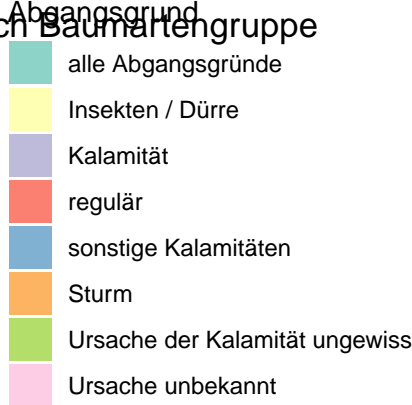 Abgangsgrund
ch Baumartengruppe
alle Abgangsgründe
Insekten / Dürre
Kalamität
regulär
sonstige Kalamitäten
Sturm
Ursache der Kalamität ungewiss
Ursache unbekannt